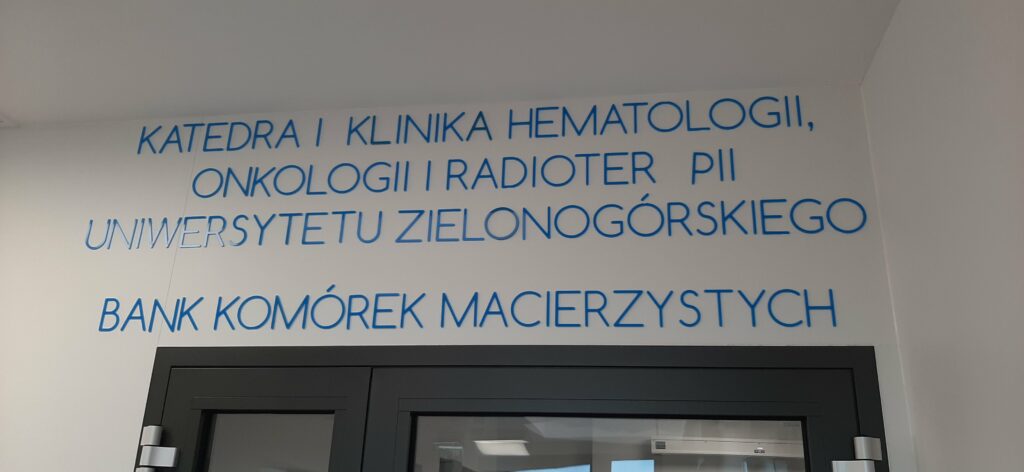 KATEDRA I KLINIKA HEMATOLOGII,
ONKOLOGII I RADIOTER PII
UNIWERSYTETU ZIELONOGÓRSKIEGO
BANK KOMÓREK MACIERZYSTYCH